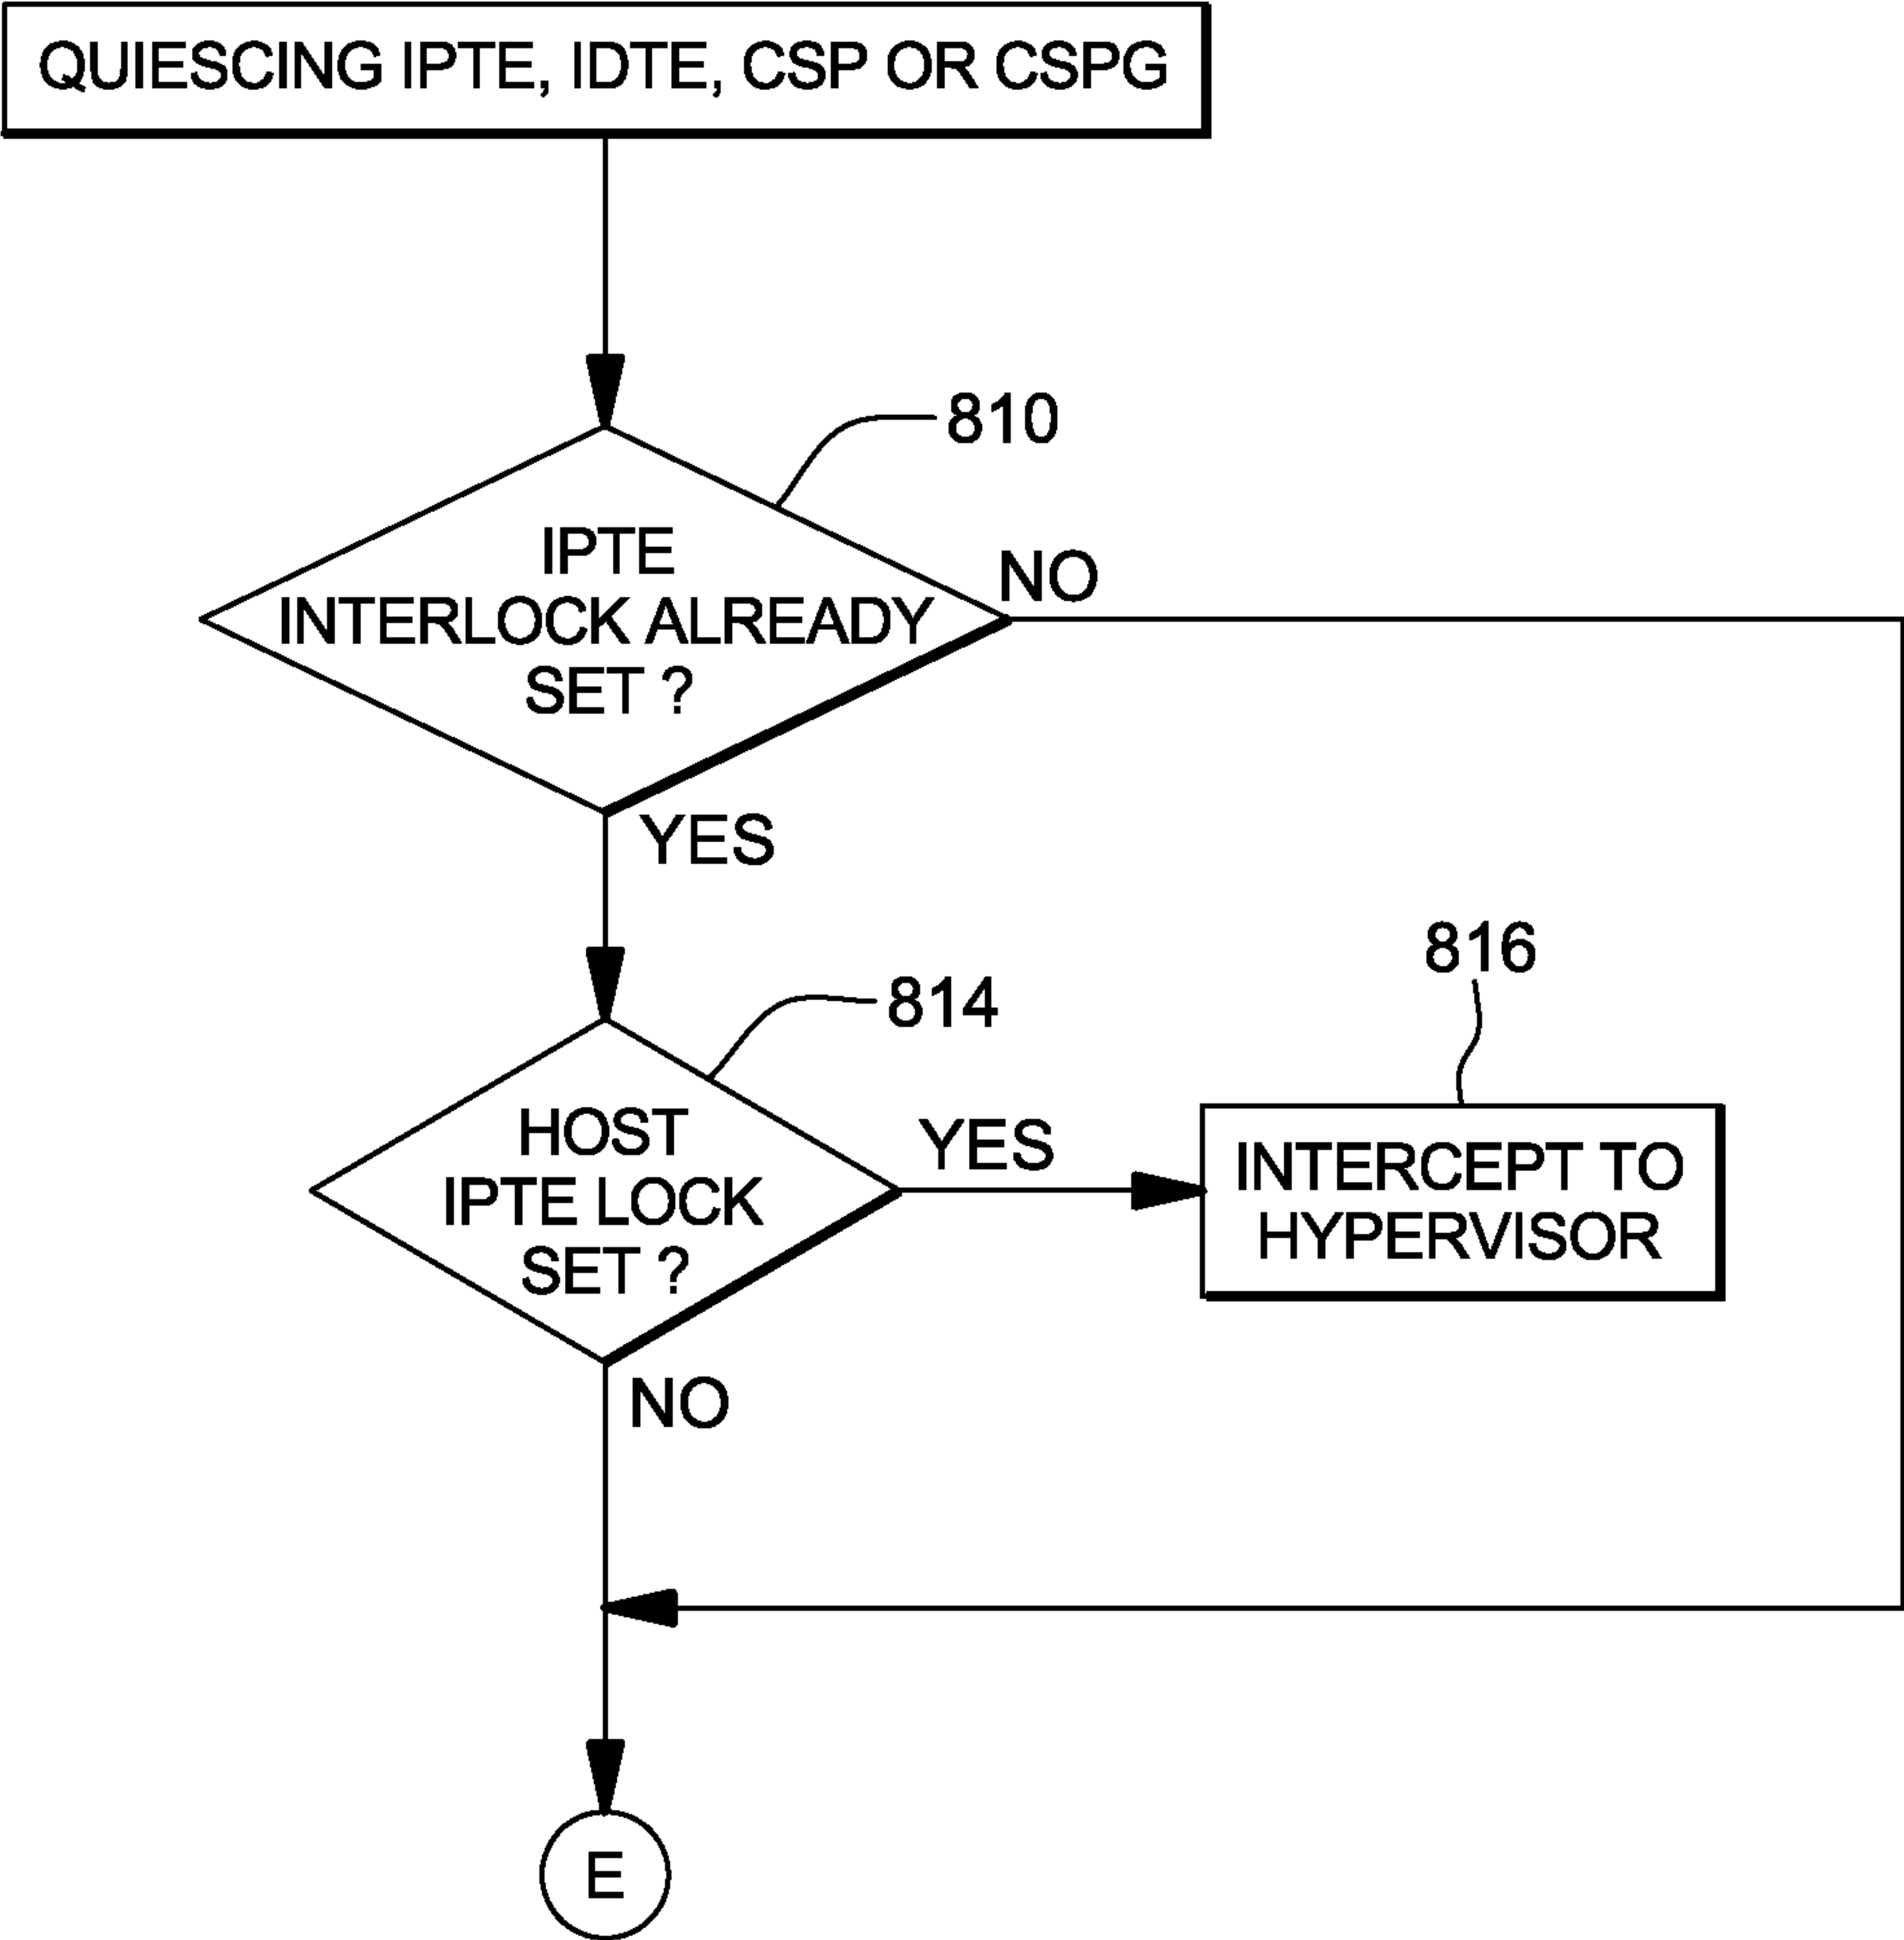 QUIESCING IPTE, IDTE, CSP OR CSPG
810
IPTE
INTERLOCK ALREADY
SET ?
NO
YES
814
816
HOST
IPTE LOCK
SET ?
YES
INTERCEPT TO
HYPERVISOR
NO
E